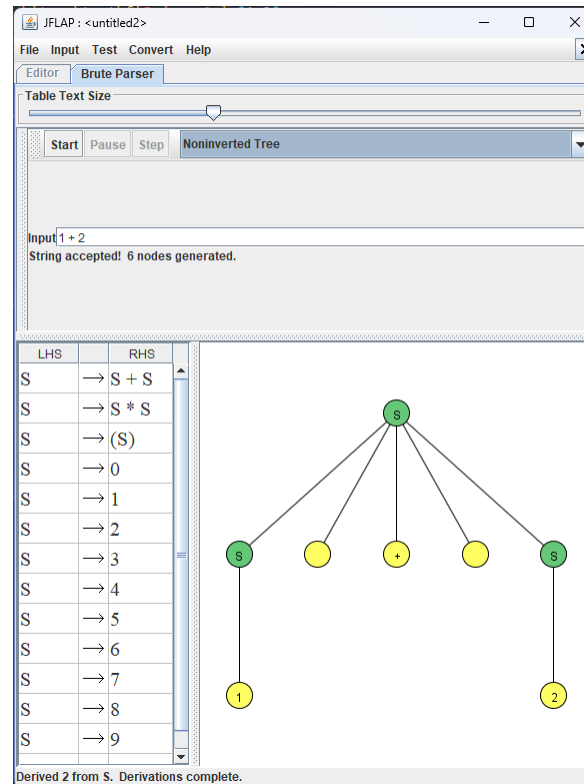 JFLAP : <untitled2>
File Input Test Convert Help
Editor Brute Parser
Table Text Size
Start Pause Step Noninverted Tree
Input 1 + 2
String accepted! 6 nodes generated.
LHS RHS
S → S + S
S → S * S
S → (S)
S → 0
S → 1
S → 2
S → 3
S → 4
S → 5
S → 6
S → 7
S → 8
S → 9
S
S + S
1 2
Derived 2 from S. Derivations complete.